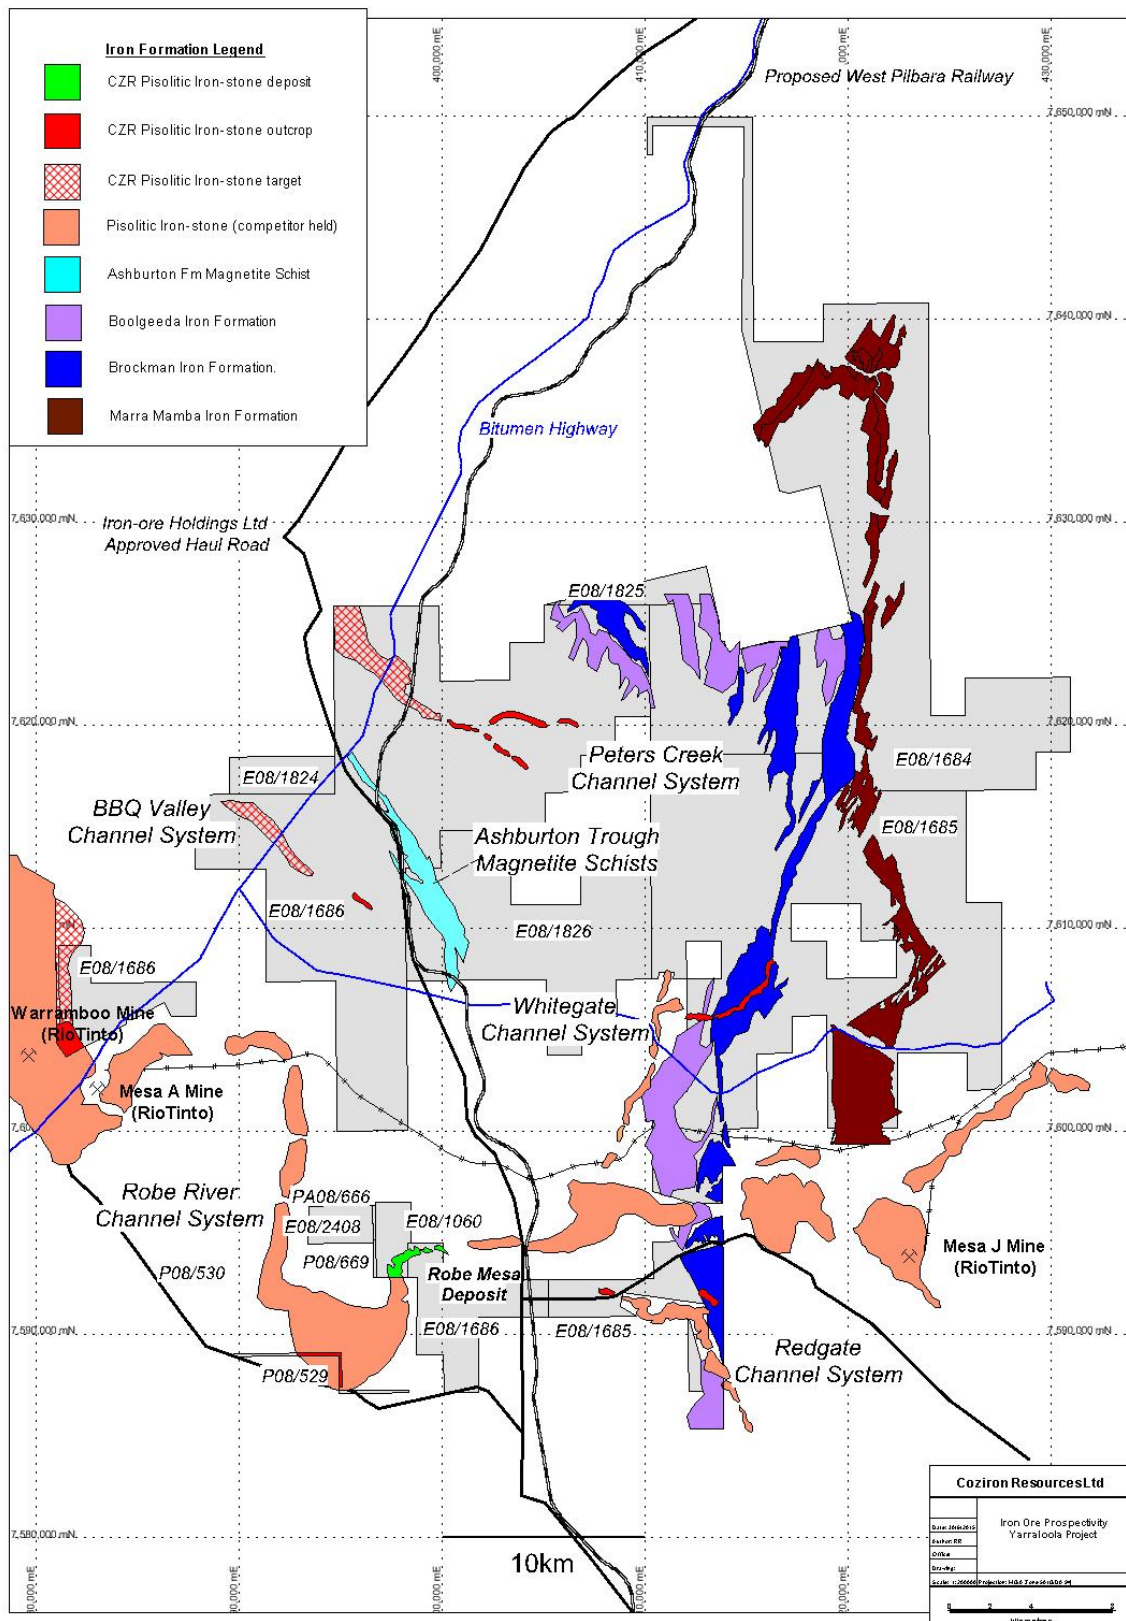 Iron Formation Legend
CZR Pisolitic Iron-stone deposit
CZR Pisolitic Iron-stone outcrop
CZR Pisolitic Iron-stone target
Pisolitic Iron-stone (competitor held)
Ashburton Fm Magnetite Schist
Boolgeeda Iron Formation
Brockman Iron Formation.
Marra Mamba Iron Formation
400,000 mE
410,000 mE
430,000 mE
Proposed West Pilbara Railway
7,650,000 mN
7,640,000 mN
Bitumen Highway
7,630,000 mN
7,630,000 mN
Iron-ore Holdings Ltd
Approved Haul Road
E08/1825
7,620,000 mN
7,620,000 mN
Peters Creek
Channel System
E08/1684
E08/1824
BBQ Valley
Channel System
E08/1685
Ashburton Trough
Magnetite Schists
E08/1686
E08/1826
mN
7,610,000 mN
E08/1686
Warramboo Mine
(RioTinto)
Whitegate
Channel System
Mesa A Mine
(RioTinto)
7,60
7,600,000 mN
Robe River
Channel System
PA08/666
E08/2408
E08/1060
P08/669
P08/530
Robe Mesa
Deposit
Mesa J Mine
(RioTinto)
E08/1686
E08/1685
7,590,000 mN
7,590,000 mN
P08/529
Redgate
Channel System
7,580,000 mN
10km
Coziron Resources Ltd
Iron Ore Prospectivity
Yarraloola Project
0 2 4 8
kilometres